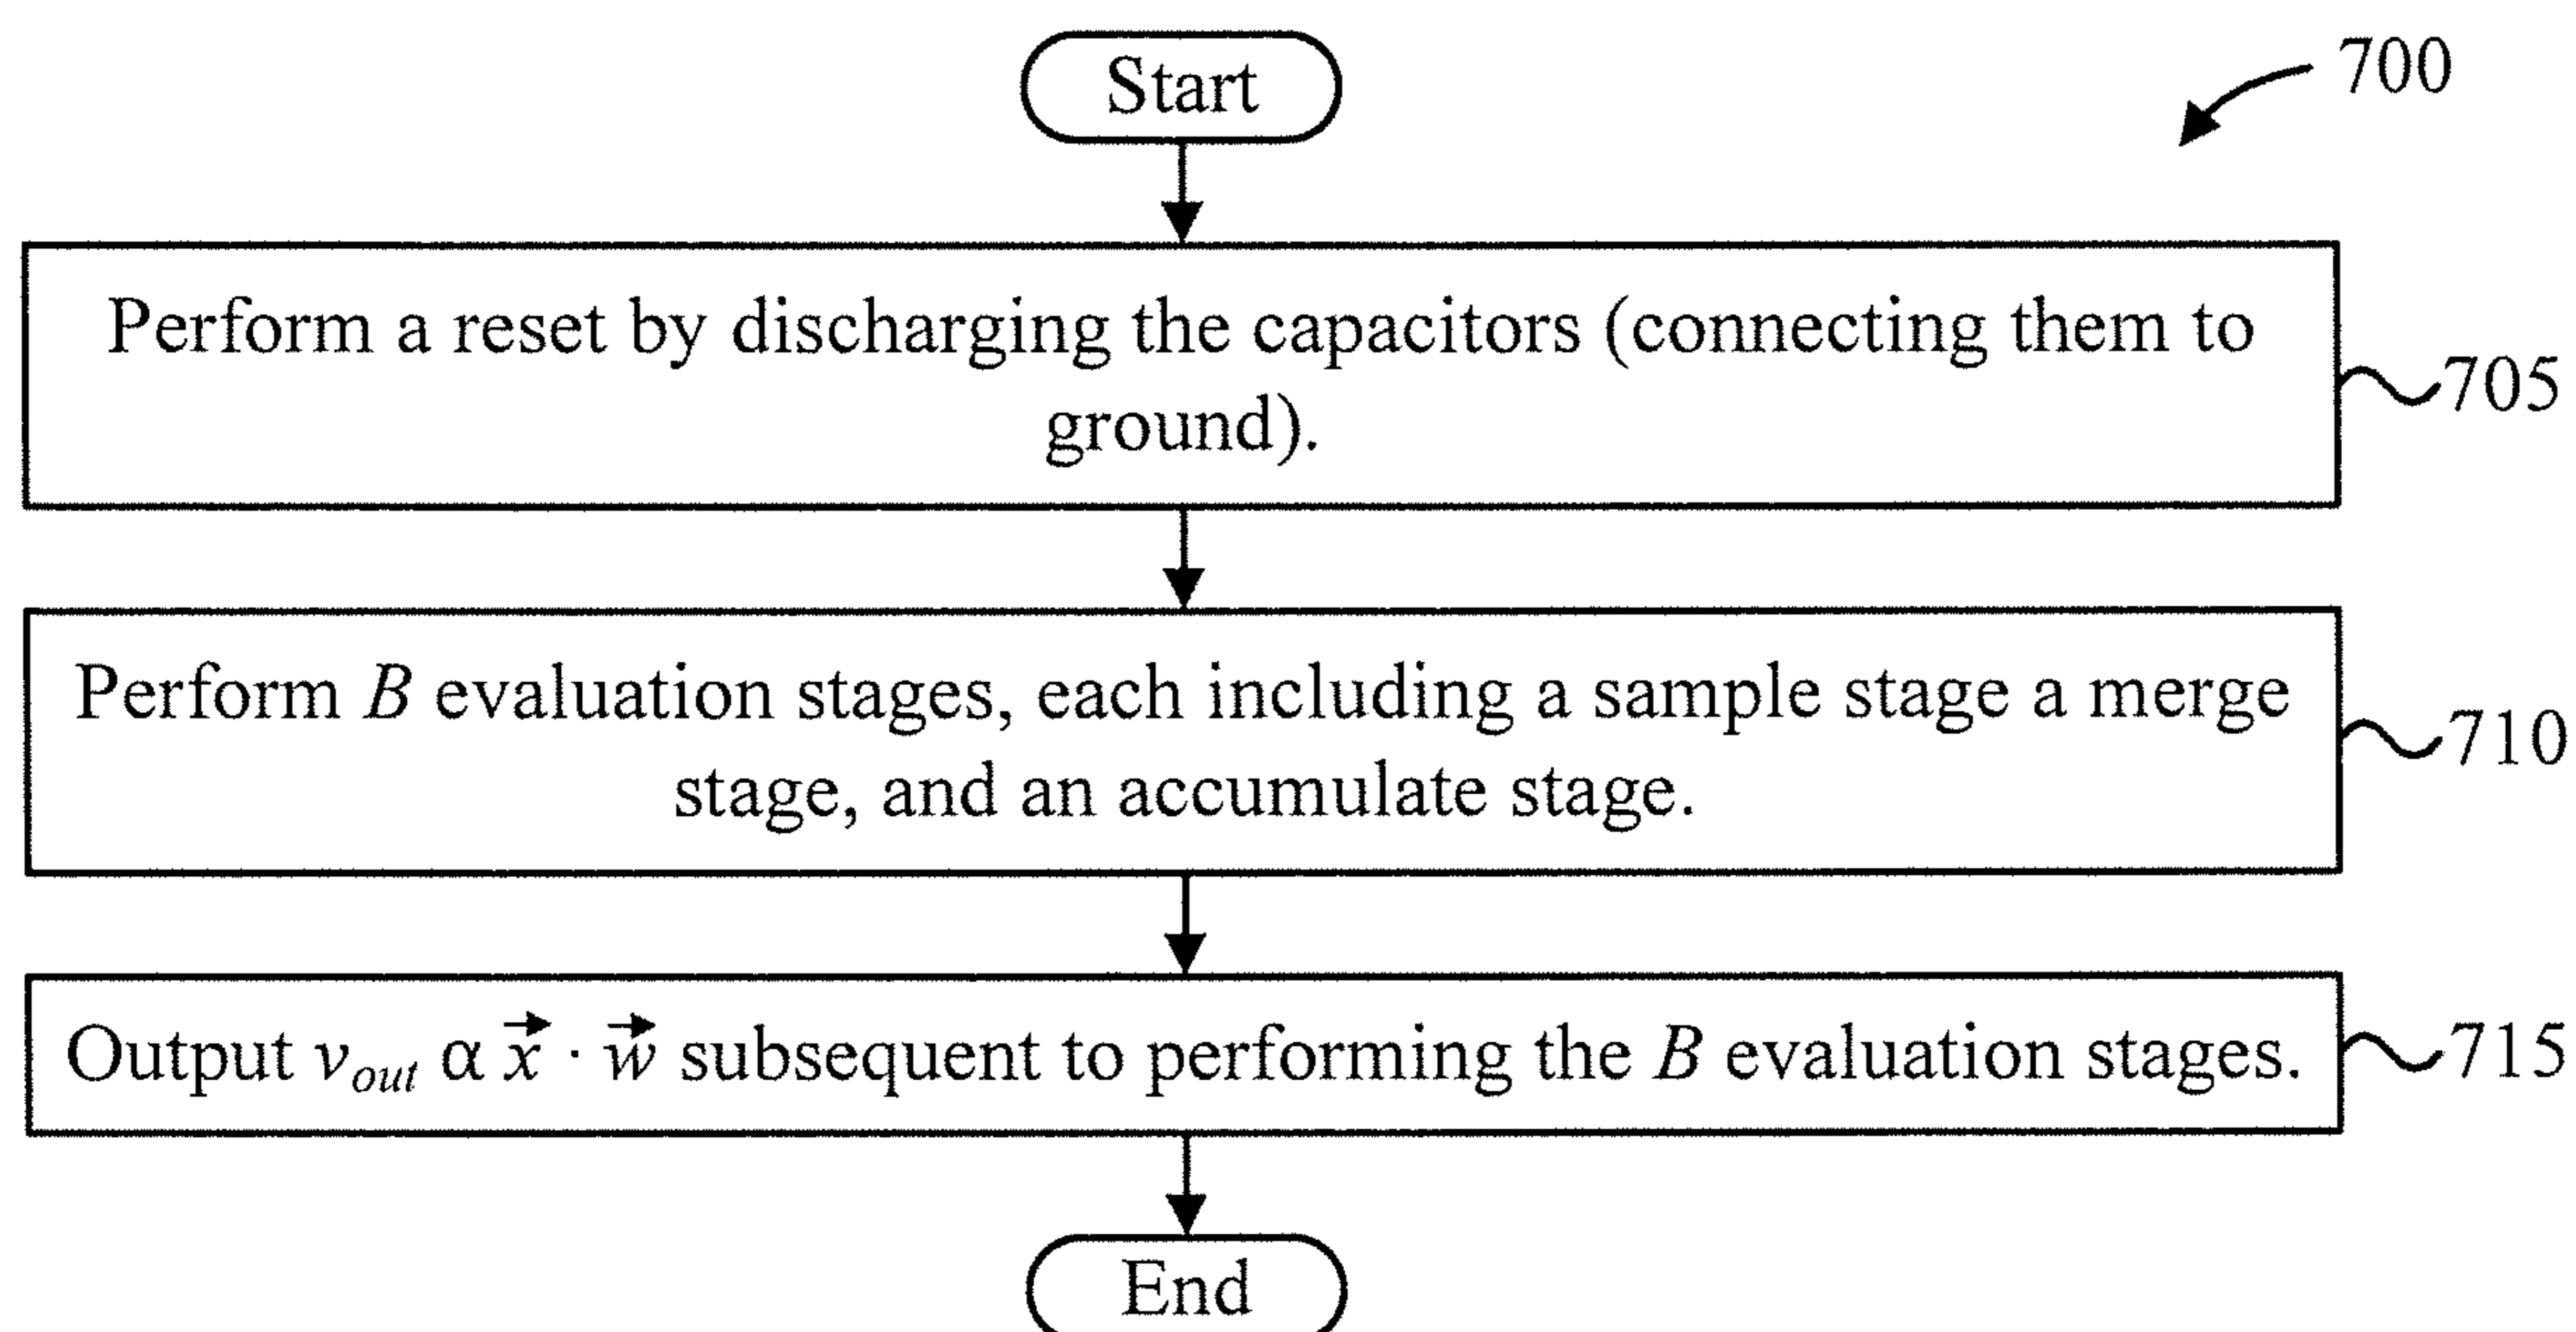 Start
700
Perform a reset by discharging the capacitors (connecting them to
ground).
705
Perform B evaluation stages, each including a sample stage a merge
stage, and an accumulate stage.
710
Output v_out α x⃗ · w⃗ subsequent to performing the B evaluation stages.
715
End